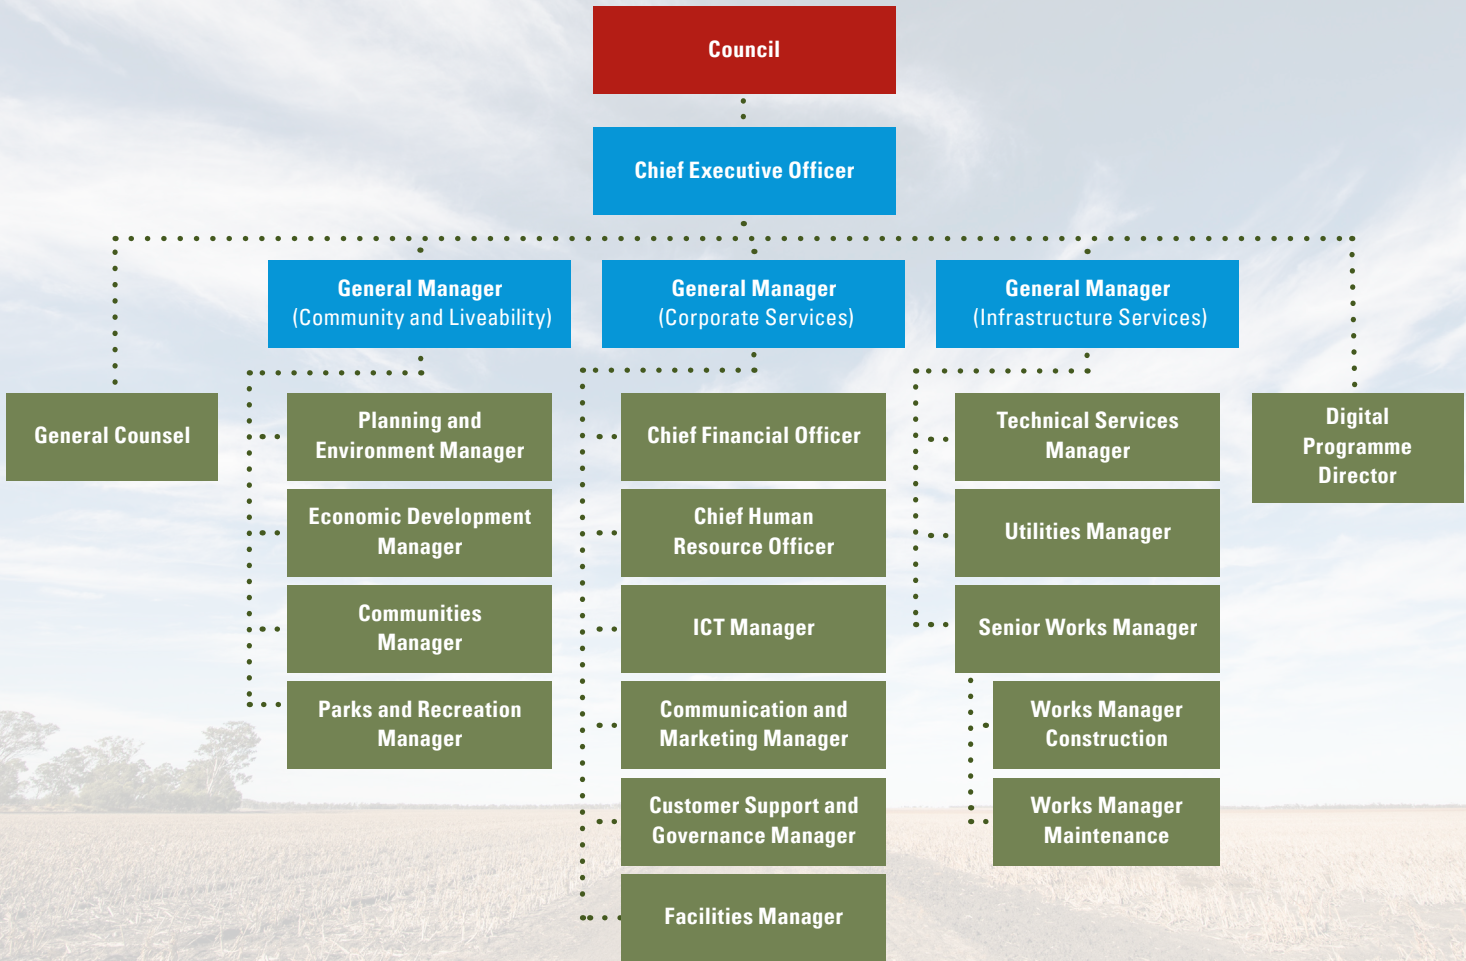 Council
Chief Executive Officer
General Manager
(Community and Liveability)
General Manager
(Corporate Services)
General Manager
(Infrastructure Services)
General Counsel
Planning and
Environment Manager
Economic Development
Manager
Communities
Manager
Parks and Recreation
Manager
Chief Financial Officer
Chief Human
Resource Officer
ICT Manager
Communication and
Marketing Manager
Customer Support and
Governance Manager
Facilities Manager
Technical Services
Manager
Utilities Manager
Senior Works Manager
Works Manager
Construction
Works Manager
Maintenance
Digital
Programme
Director